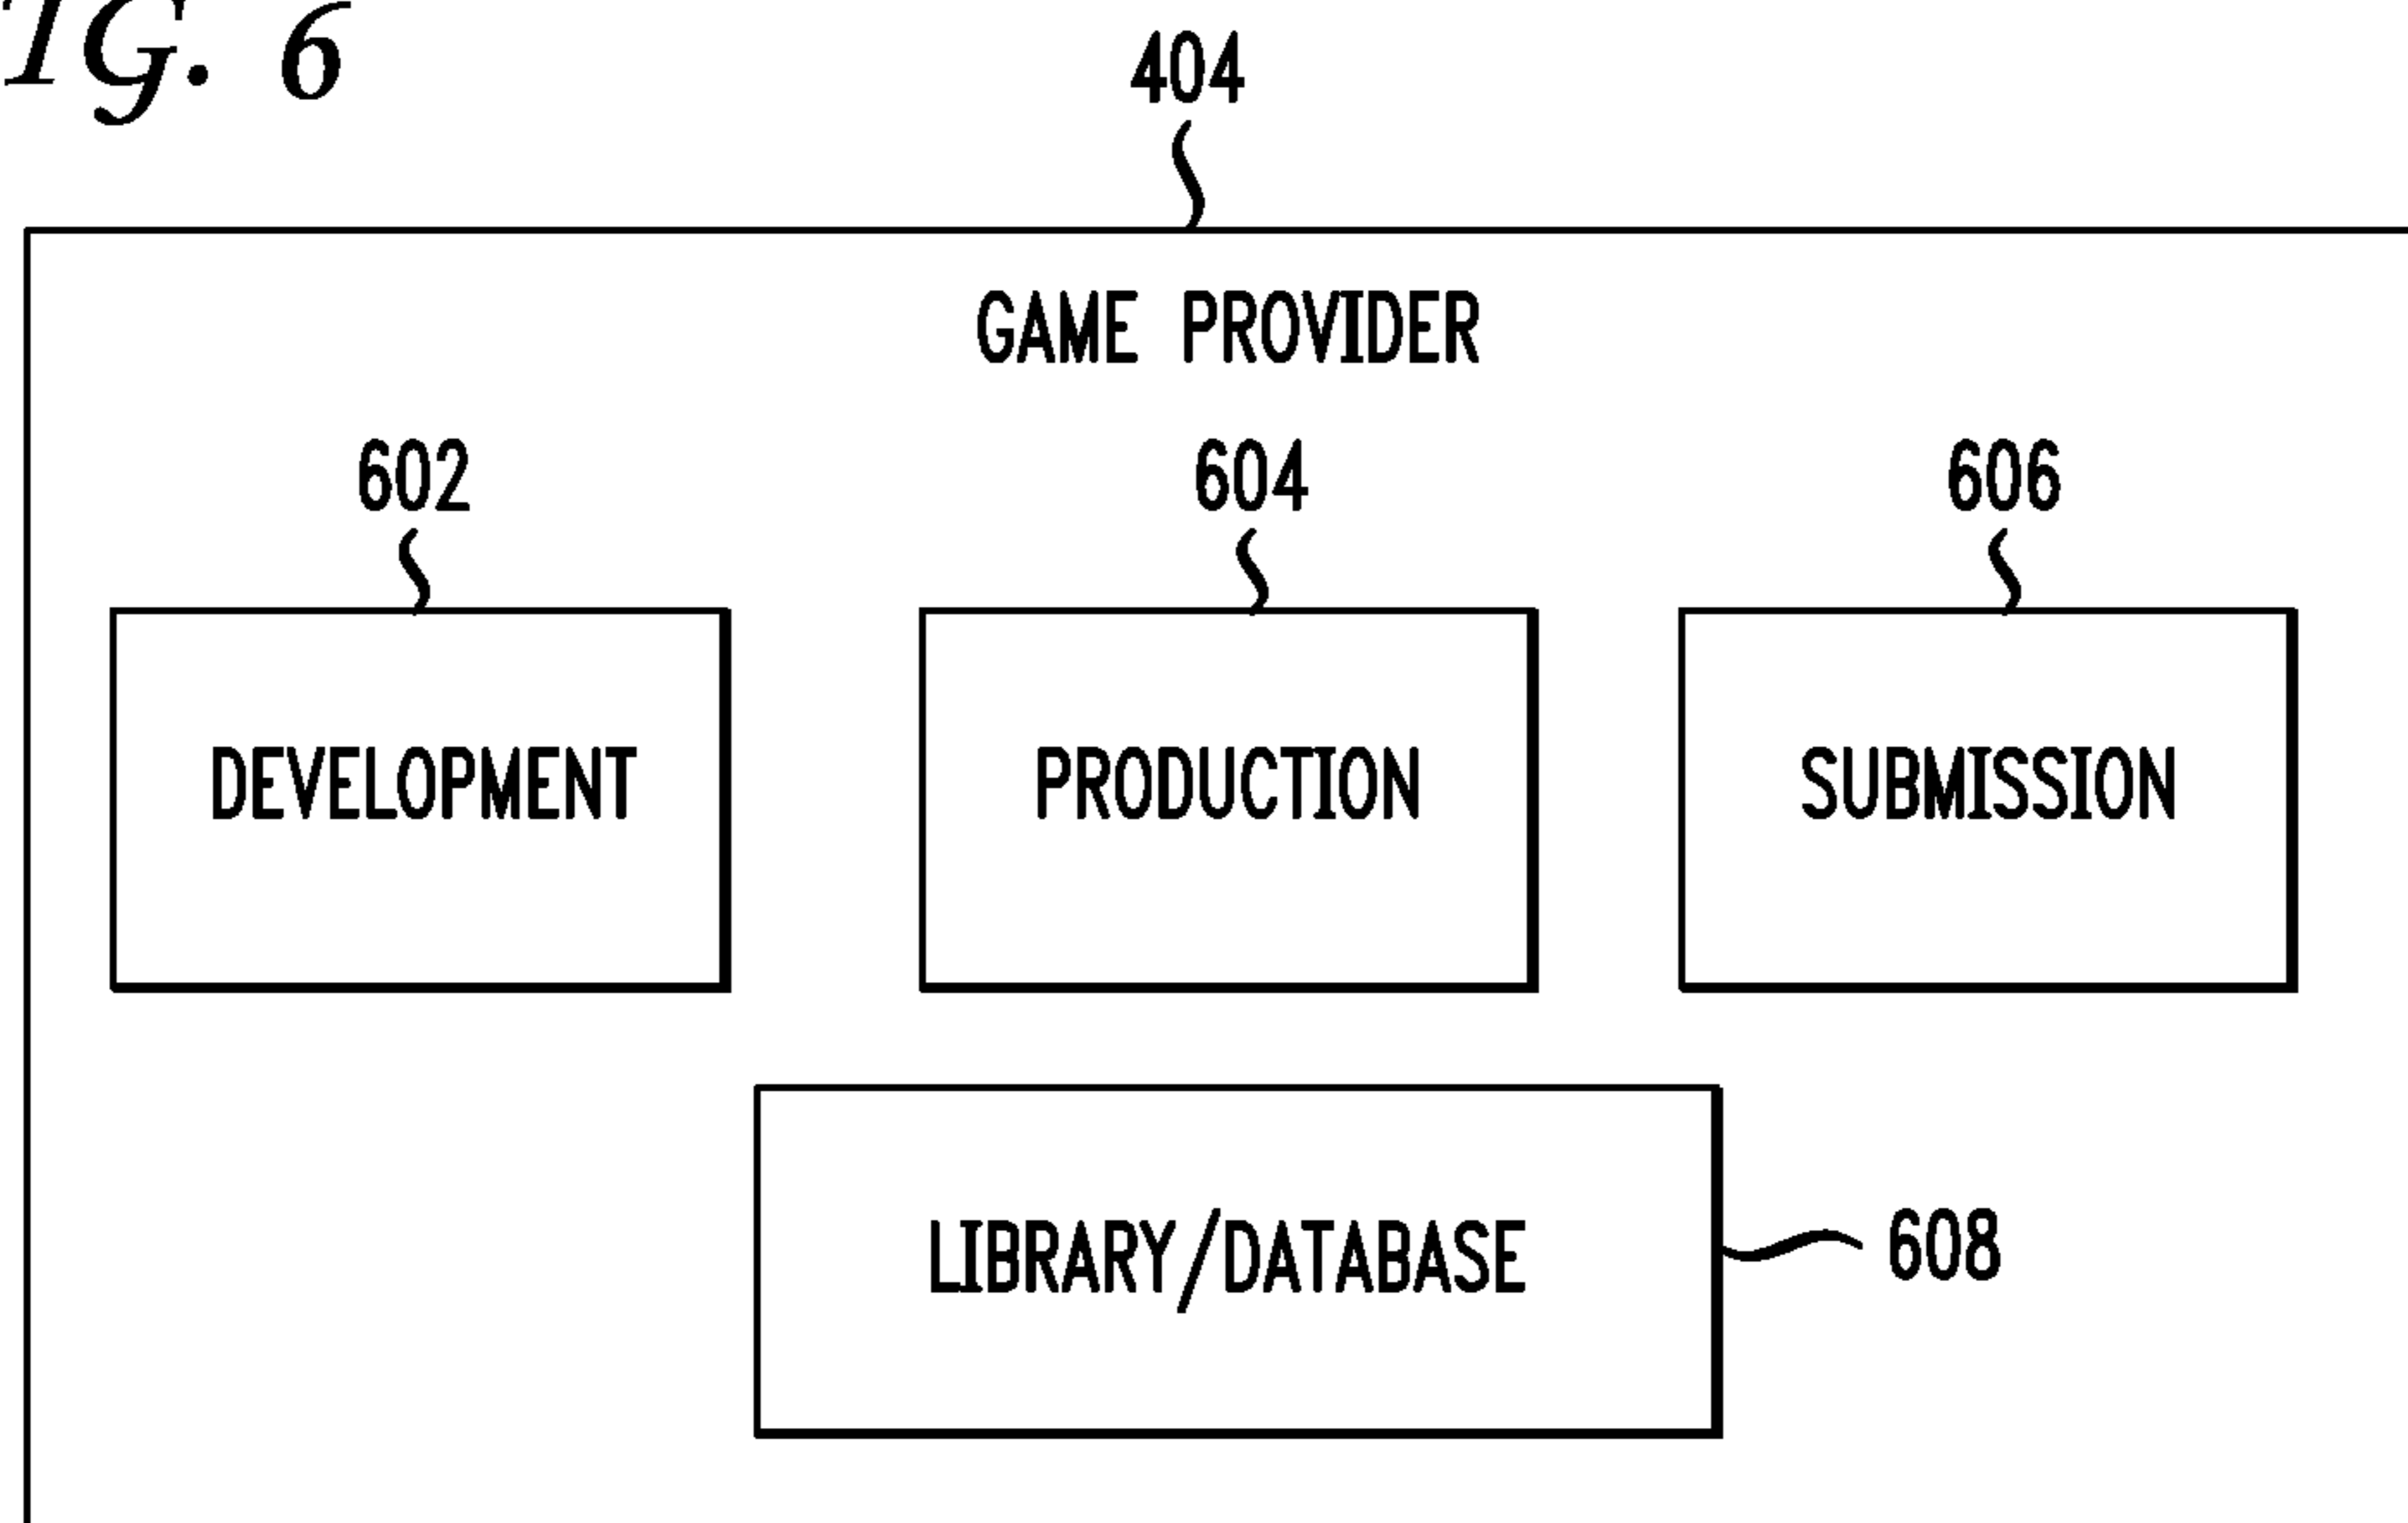 FIG. 6
404
GAME PROVIDER
602 604 606
DEVELOPMENT PRODUCTION SUBMISSION
LIBRARY/DATABASE 608